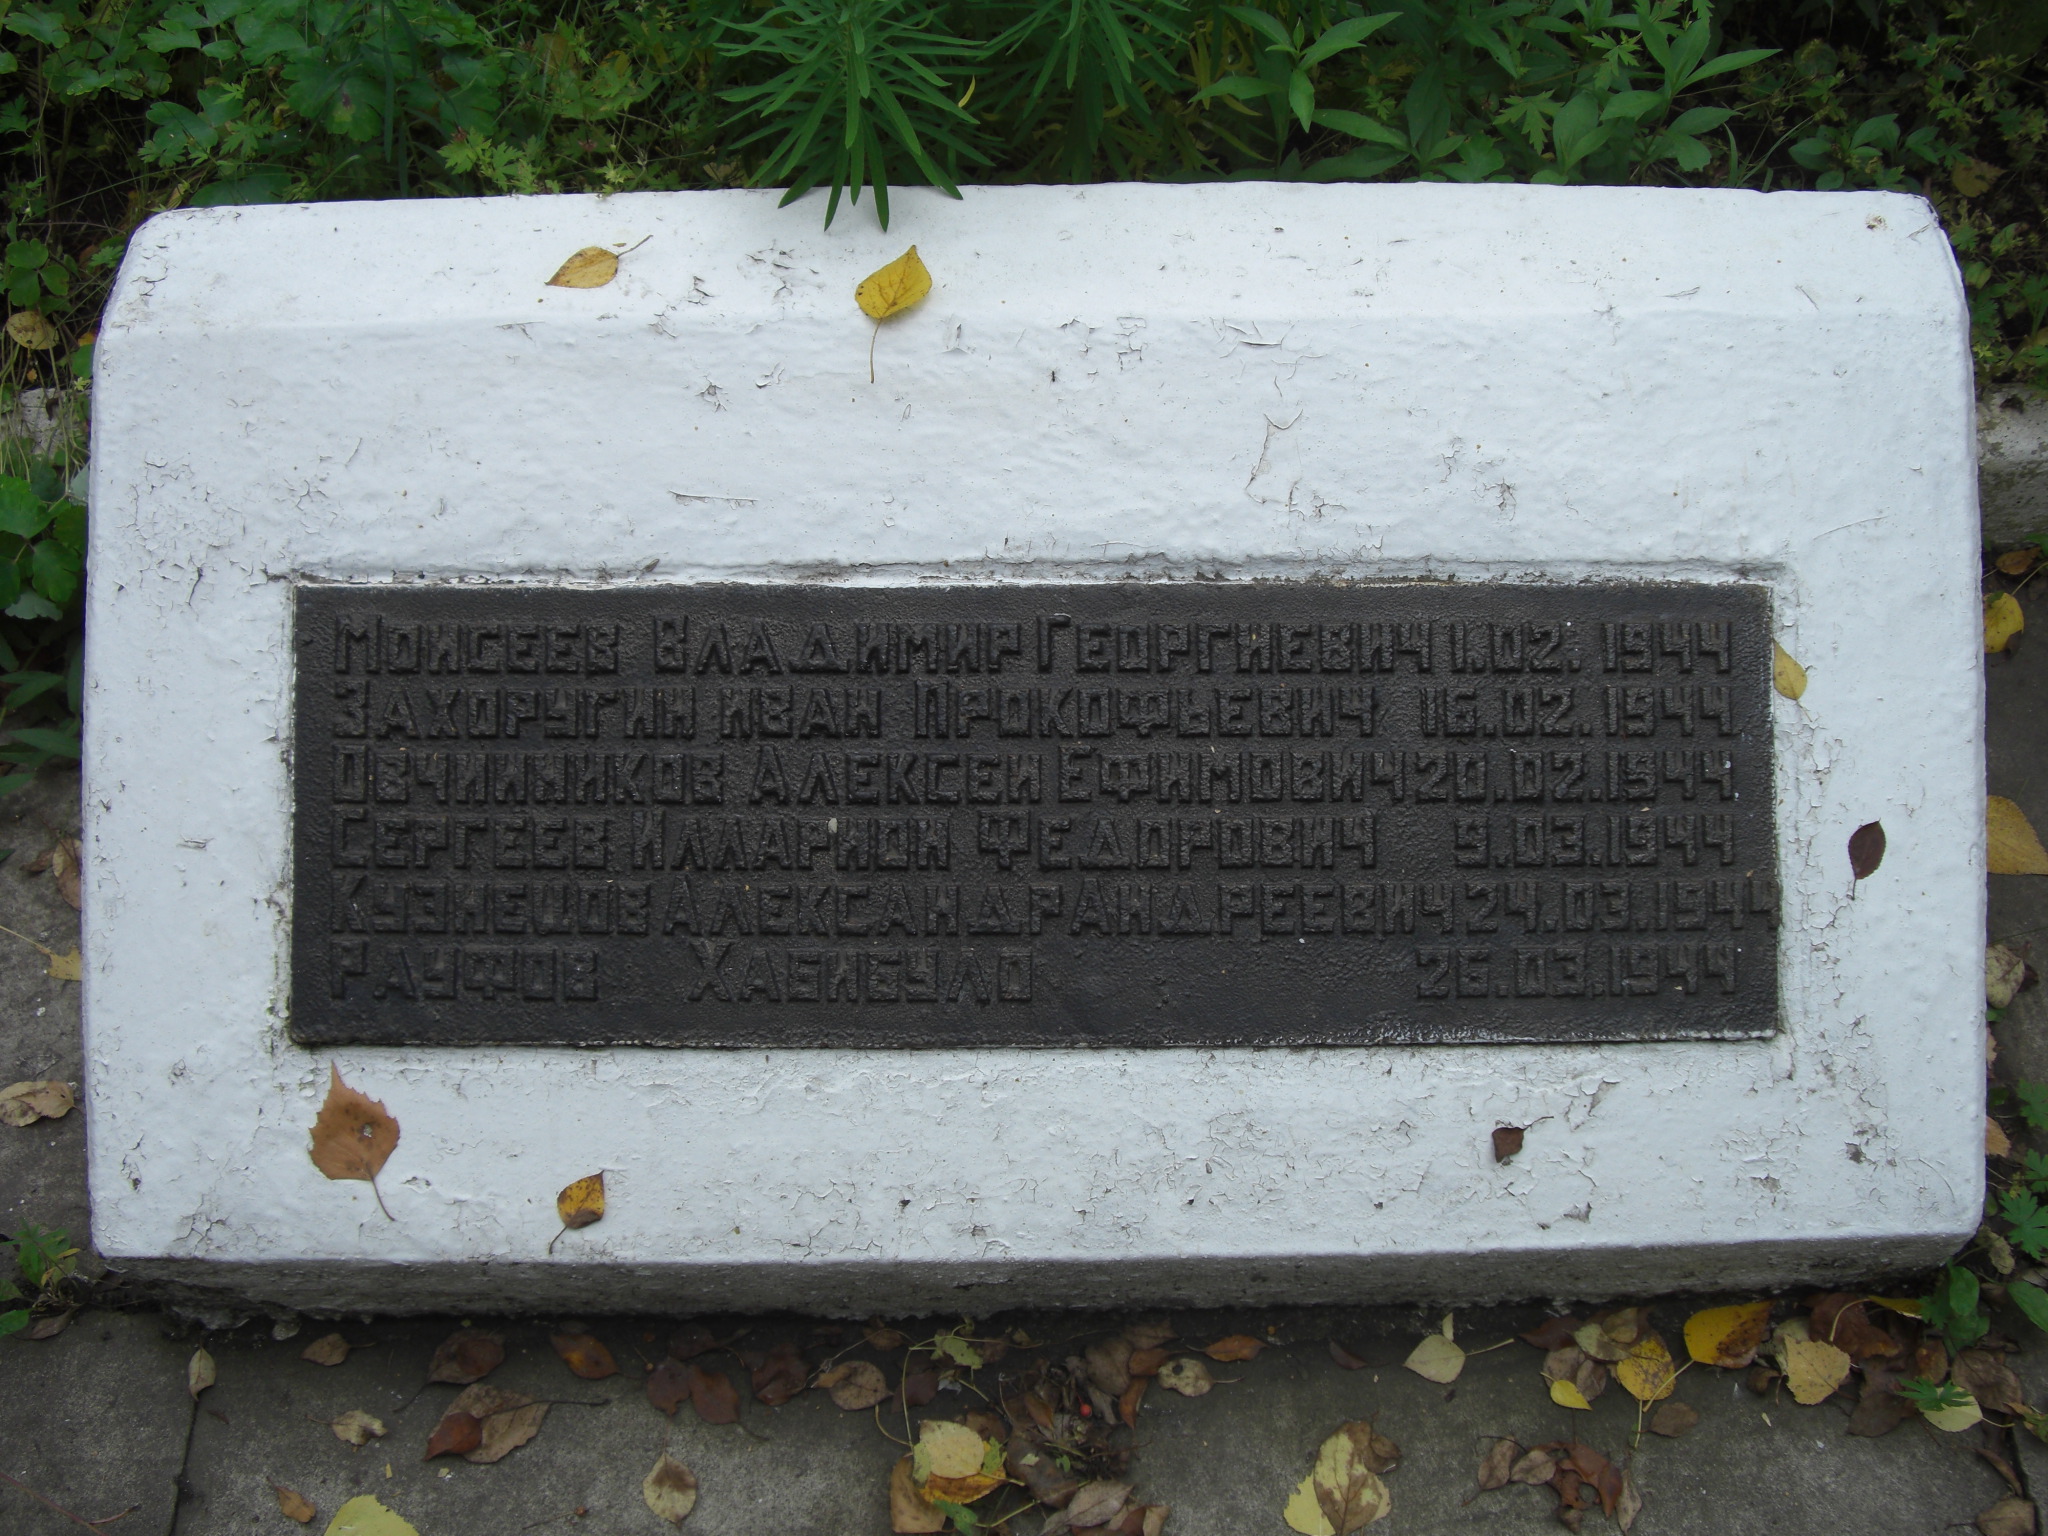 Моисеев Владимир Георгиевич 1.02.1944
Захоругин Иван Прокофьевич 16.02.1944
Овчинников Алексеи Ефимович 20.02.1944
Сергеев Илларион Федорович 9.03.1944
Кузнецов Александр Андреевич 24.03.1944
Рауфов Хабибуло 26.03.1944